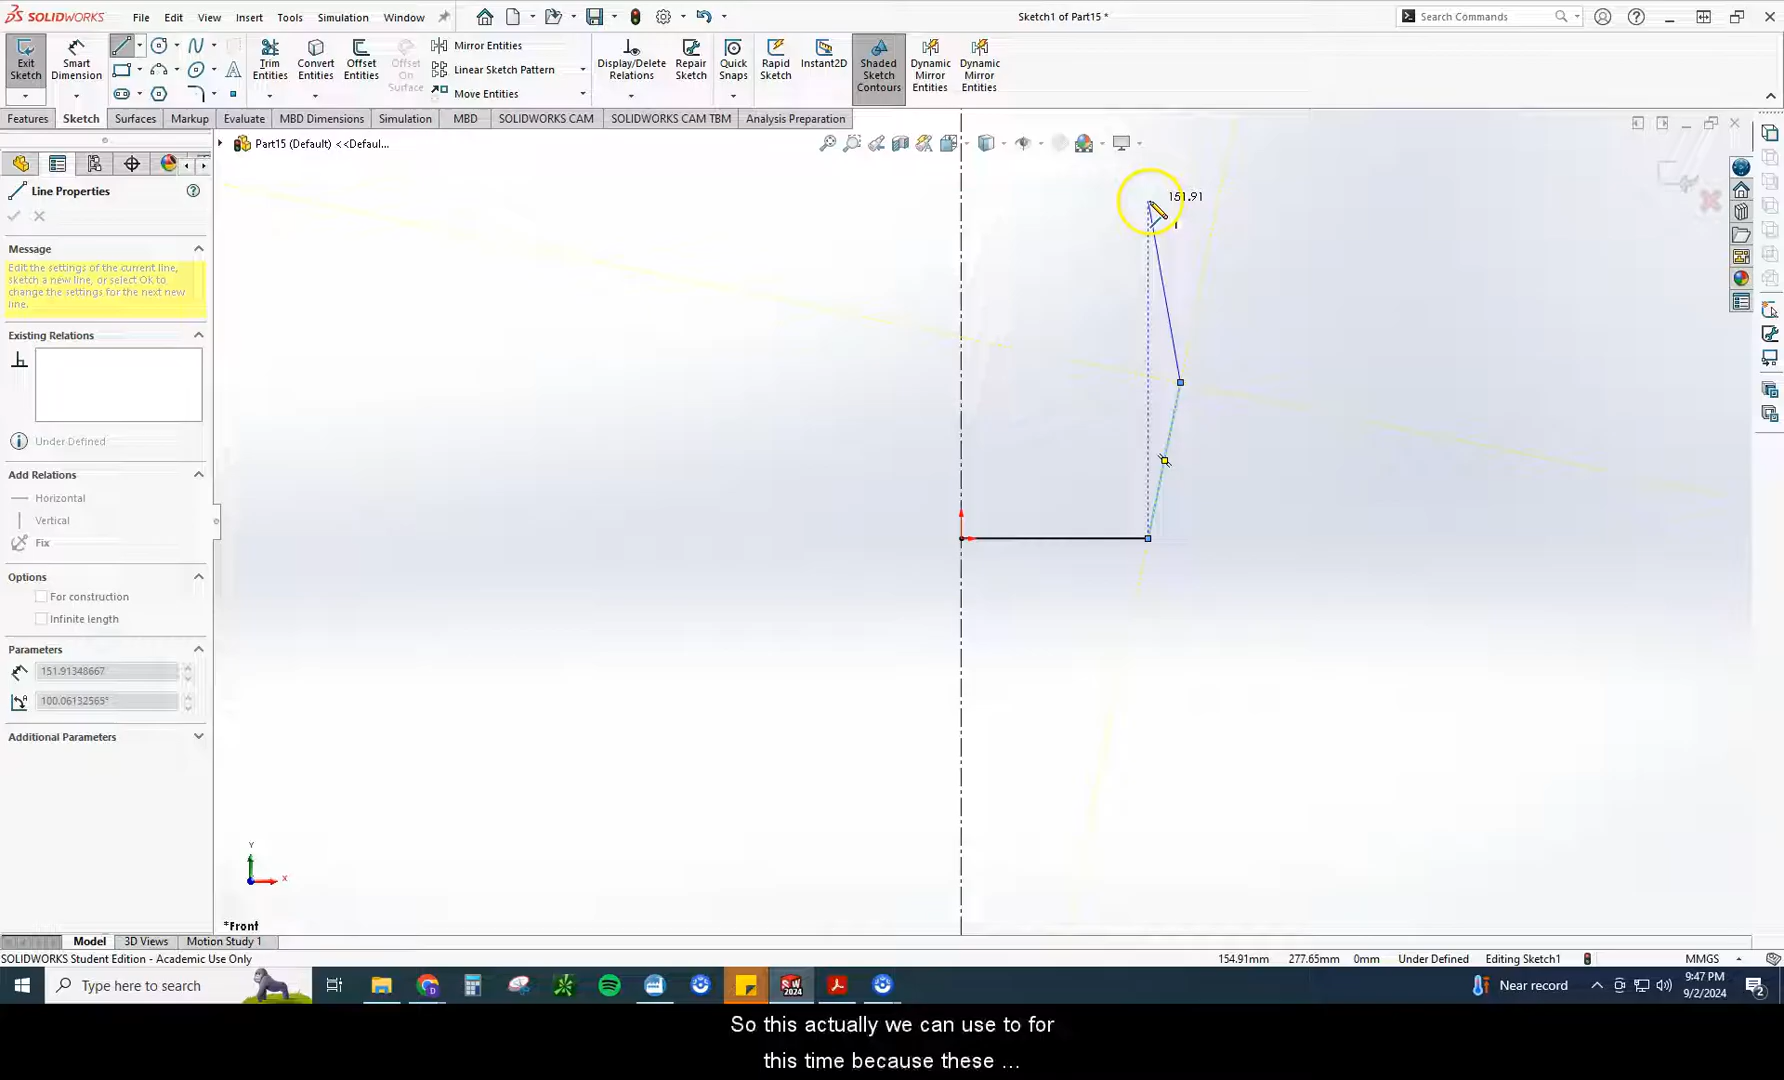 SOLIDWORKS File Edit View Insert Tools Simulation Window
Sketch1 of Part15 *
Search Commands
Exit Sketch
Smart Dimension
Trim Entities
Convert Entities
Offset Entities
Offset On Surface
Mirror Entities
Linear Sketch Pattern
Move Entities
Display/Delete Relations
Repair Sketch
Quick Snaps
Rapid Sketch
Instant2D
Shaded Sketch Contours
Dynamic Mirror Entities
Dynamic Mirror Entities
Features Sketch Surfaces Markup Evaluate MBD Dimensions Simulation MBD SOLIDWORKS CAM SOLIDWORKS CAM TBM Analysis Preparation
Part15 (Default) <<Defaul...
Line Properties
Message
Edit the settings of the current line,
sketch a new line, or select OK to
change the settings for the next new
line.
Existing Relations
Under Defined
Add Relations
Horizontal
Vertical
Fix
Options
For construction
Infinite length
Parameters
151.91348667
100.06132565°
Additional Parameters
151.91
Y
X
*Front
Model 3D Views Motion Study 1
SOLIDWORKS Student Edition - Academic Use Only
154.91mm 277.65mm 0mm Under Defined Editing Sketch1 MMGS
Type here to search
SW 2024
Near record
9:47 PM
9/2/2024
2
So this actually we can use to for
this time because these ...